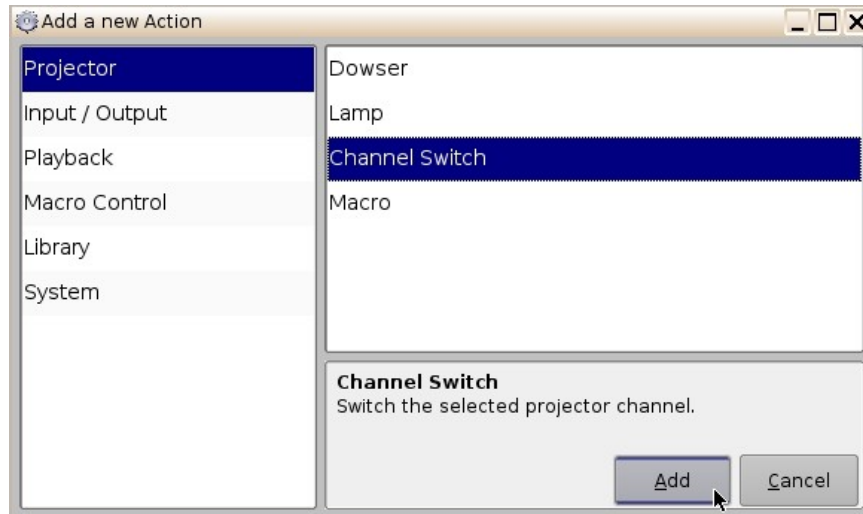 Add a new Action
Projector
Input / Output
Playback
Macro Control
Library
System
Dowser
Lamp
Channel Switch
Macro
Channel Switch
Switch the selected projector channel.
Add
Cancel